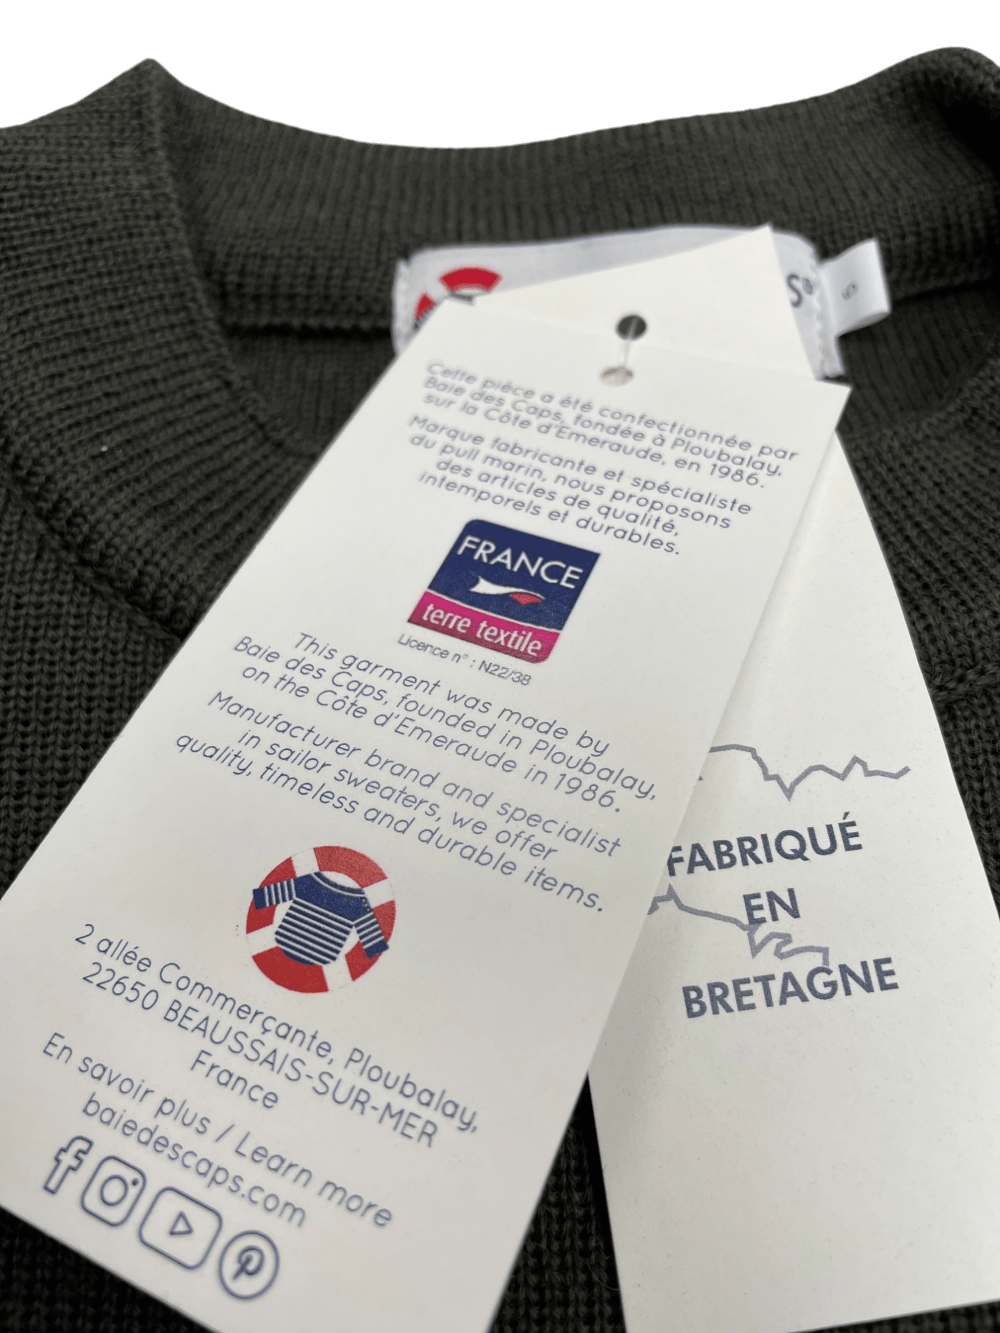 S®
6
Cette pièce a été confectionnée par
Baie des Caps, fondée à Ploubalay,
sur la Côte d'Emeraude, en 1986.
Marque fabricante et spécialiste
du pull marin, nous proposons
des articles de qualité,
intemporels et durables.
FRANCE
terre textile
Licence n° : N22/38
This garment was made by
Baie des Caps, founded in Ploubalay,
on the Côte d'Emeraude in 1986.
Manufacturer brand and specialist
in sailor sweaters, we offer
quality, timeless and durable items.
2 allée Commerçante, Ploubalay,
22650 BEAUSSAIS-SUR-MER
France
En savoir plus / Learn more
baiedescaps.com
FABRIQUÉ
EN
BRETAGNE